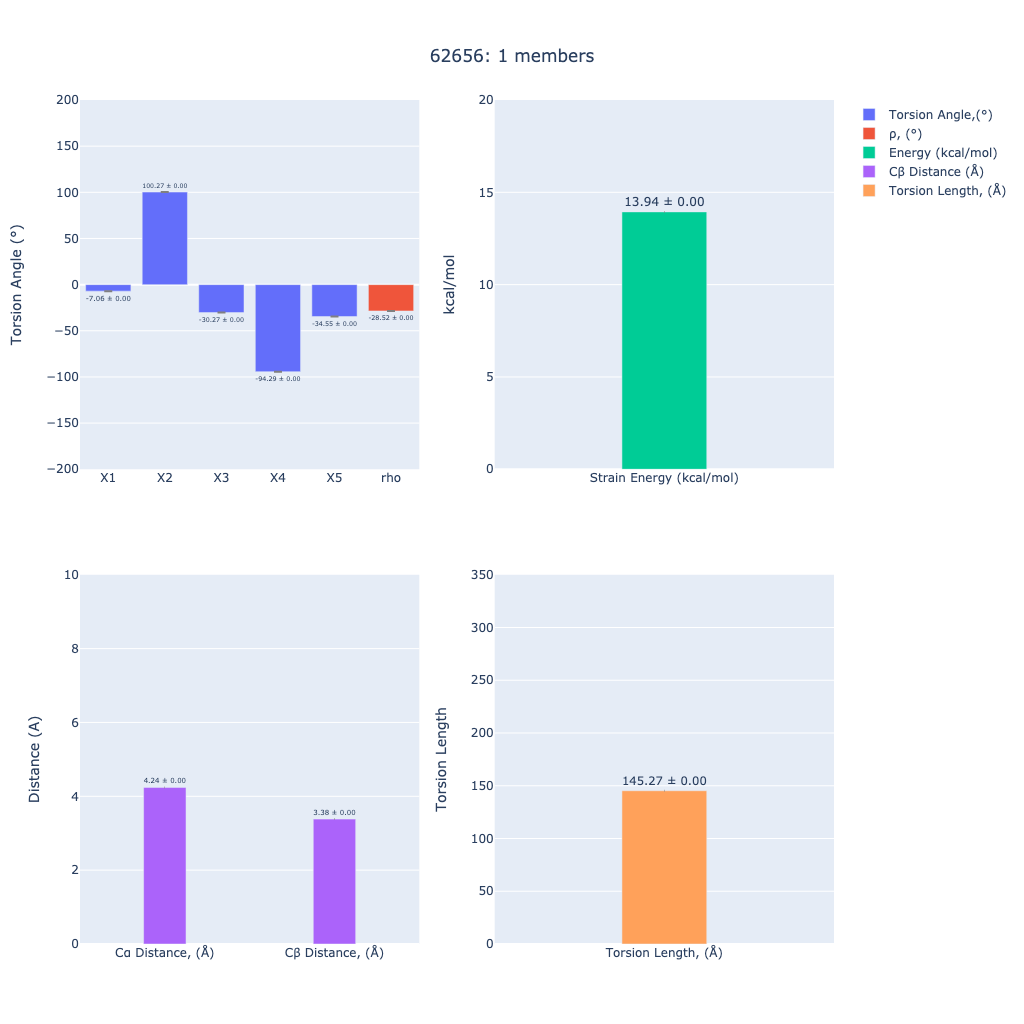 62656: 1 members
200
150
100
50
0
−50
−100
−150
−200
Torsion Angle (°)
-7.06 ± 0.00
100.27 ± 0.00
-30.27 ± 0.00
-94.29 ± 0.00
-34.55 ± 0.00
-28.52 ± 0.00
X1 X2 X3 X4 X5 rho
20
15
10
5
0
kcal/mol
13.94 ± 0.00
Strain Energy (kcal/mol)
Torsion Angle,(°)
ρ, (°)
Energy (kcal/mol)
Cβ Distance (Å)
Torsion Length, (Å)
10
8
6
4
2
0
Distance (A)
4.24 ± 0.00
3.38 ± 0.00
Cα Distance, (Å) Cβ Distance, (Å)
350
300
250
200
150
100
50
0
Torsion Length
145.27 ± 0.00
Torsion Length, (Å)